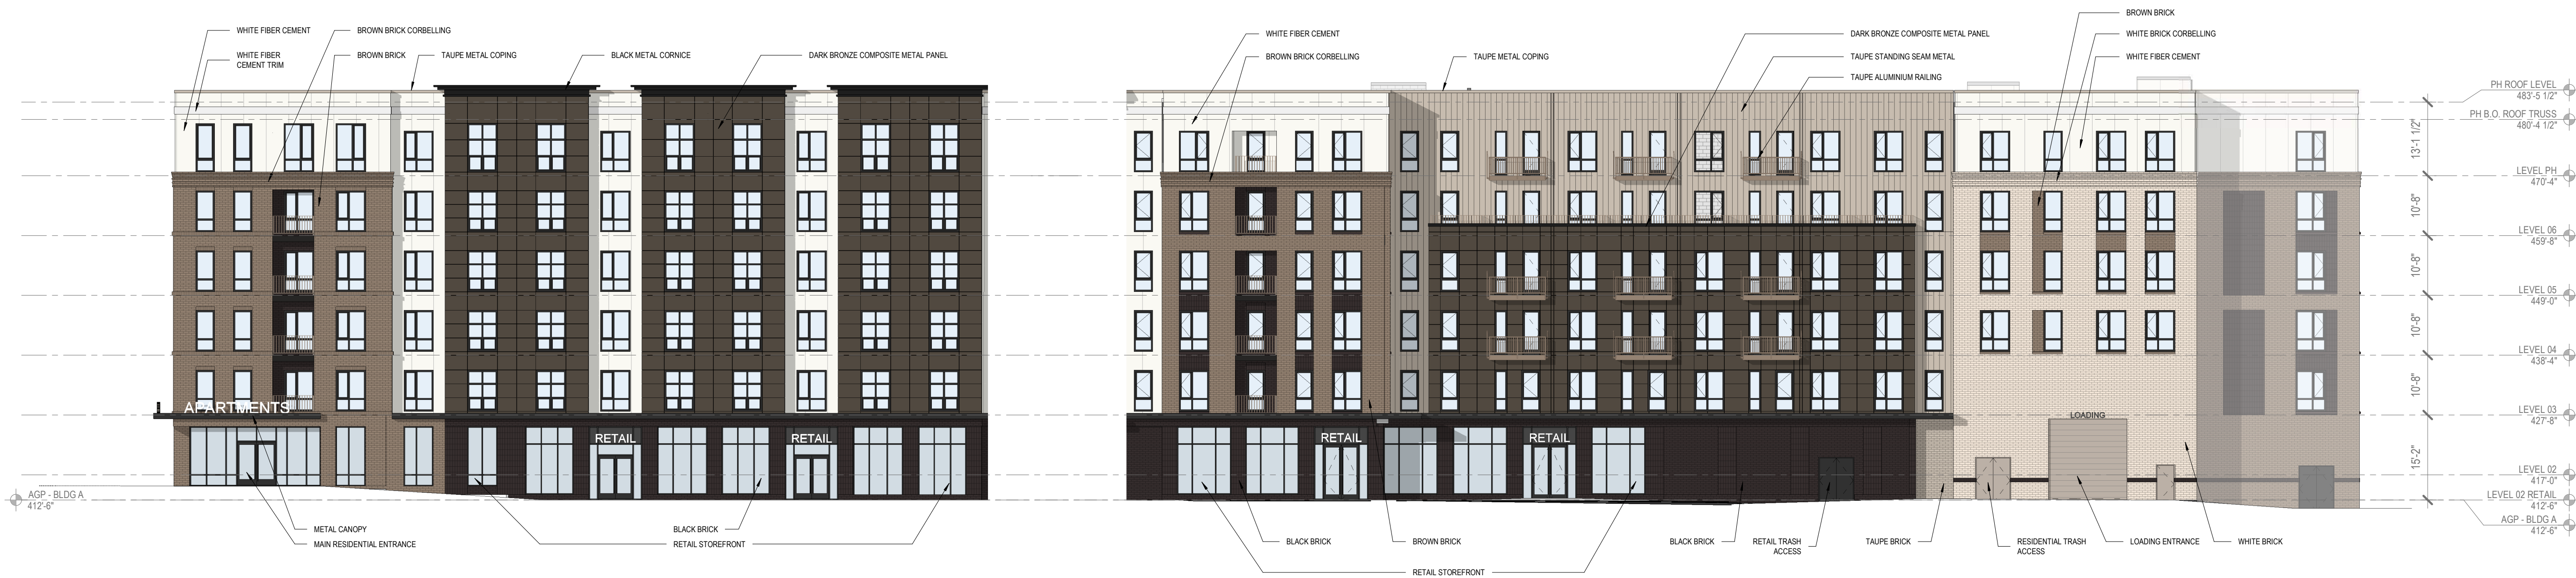 WHITE FIBER CEMENT
BROWN BRICK CORBELLING
WHITE FIBER
CEMENT TRIM
BROWN BRICK
TAUPE METAL COPING
BLACK METAL CORNICE
DARK BRONZE COMPOSITE METAL PANEL
APARTMENTS
RETAIL
RETAIL
AGP - BLDG A
412'-6"
METAL CANOPY
MAIN RESIDENTIAL ENTRANCE
BLACK BRICK
RETAIL STOREFRONT
WHITE FIBER CEMENT
BROWN BRICK CORBELLING
TAUPE METAL COPING
DARK BRONZE COMPOSITE METAL PANEL
TAUPE STANDING SEAM METAL
TAUPE ALUMINIUM RAILING
BROWN BRICK
WHITE BRICK CORBELLING
WHITE FIBER CEMENT
RETAIL
RETAIL
LOADING
BLACK BRICK
BROWN BRICK
RETAIL STOREFRONT
BLACK BRICK
RETAIL TRASH
ACCESS
TAUPE BRICK
RESIDENTIAL TRASH
ACCESS
LOADING ENTRANCE
WHITE BRICK
PH ROOF LEVEL
483'-5 1/2"
PH B.O. ROOF TRUSS
480'-4 1/2"
13'-1 1/2"
LEVEL PH
470'-4"
10'-8"
LEVEL 06
459'-8"
10'-8"
LEVEL 05
449'-0"
10'-8"
LEVEL 04
438'-4"
10'-8"
LEVEL 03
427'-8"
15'-2"
LEVEL 02
417'-0"
LEVEL 02 RETAIL
412'-6"
AGP - BLDG A
412'-6"